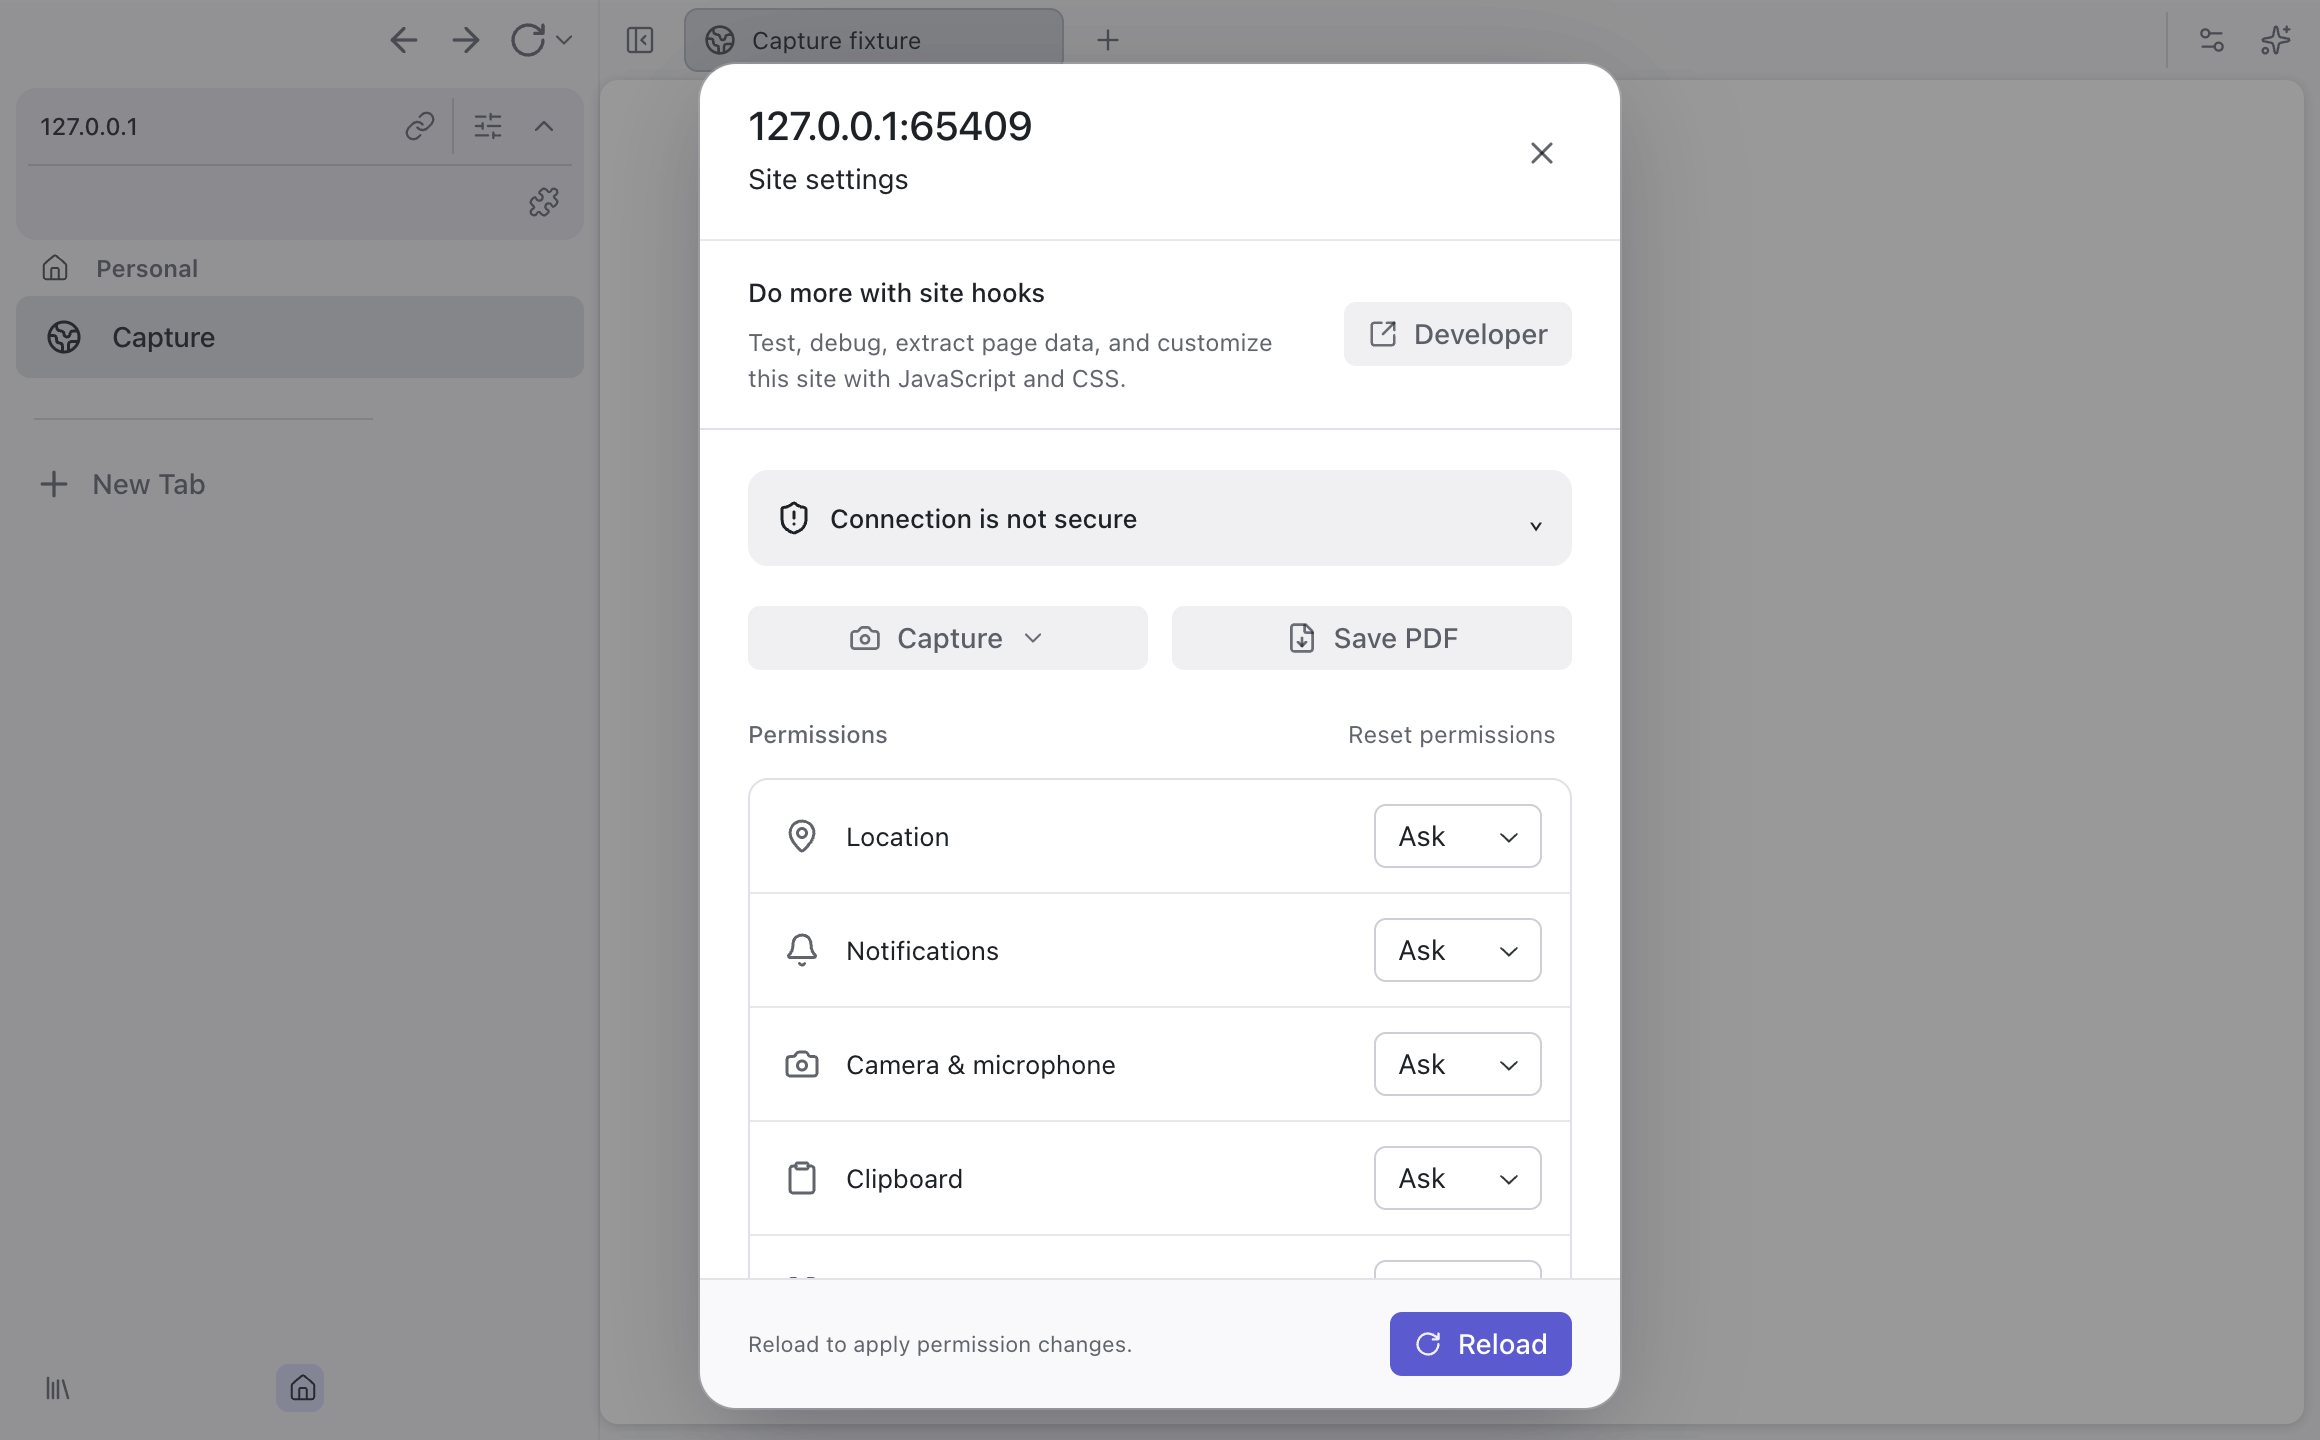 Capture fixture
127.0.0.1
Personal
Capture
New Tab
127.0.0.1:65409
Site settings
Do more with site hooks
Test, debug, extract page data, and customize
this site with JavaScript and CSS.
Developer
Connection is not secure
Capture
Save PDF
Permissions
Reset permissions
Location
Ask
Notifications
Ask
Camera & microphone
Ask
Clipboard
Ask
Reload to apply permission changes.
Reload